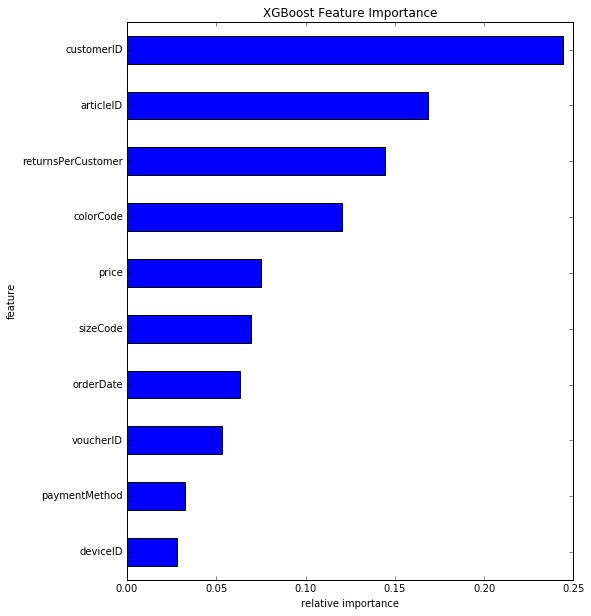 XGBoost Feature Importance
customerID
articleID
returnsPerCustomer
colorCode
price
sizeCode
orderDate
voucherID
paymentMethod
deviceID
feature
0.00 0.05 0.10 0.15 0.20 0.25
relative importance